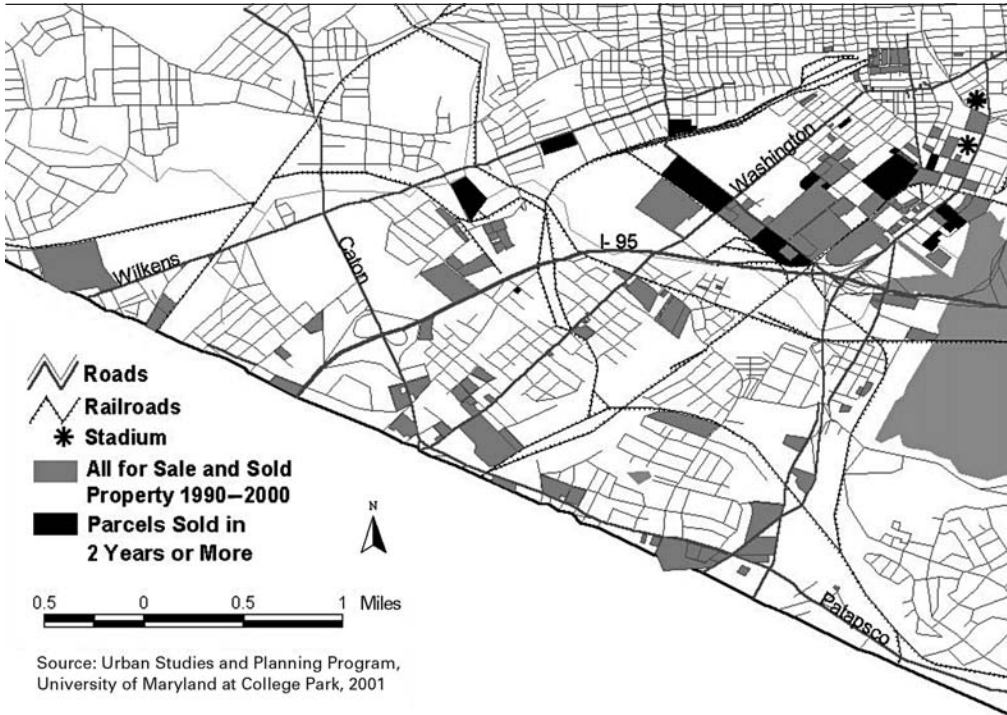 Washington
I-95
Wilkens
Caton
Roads
Railroads
Stadium
All for Sale and Sold
Property 1990–2000
Parcels Sold in
2 Years or More
N
0.5 0 0.5 1 Miles
Patapsco
Source: Urban Studies and Planning Program,
University of Maryland at College Park, 2001